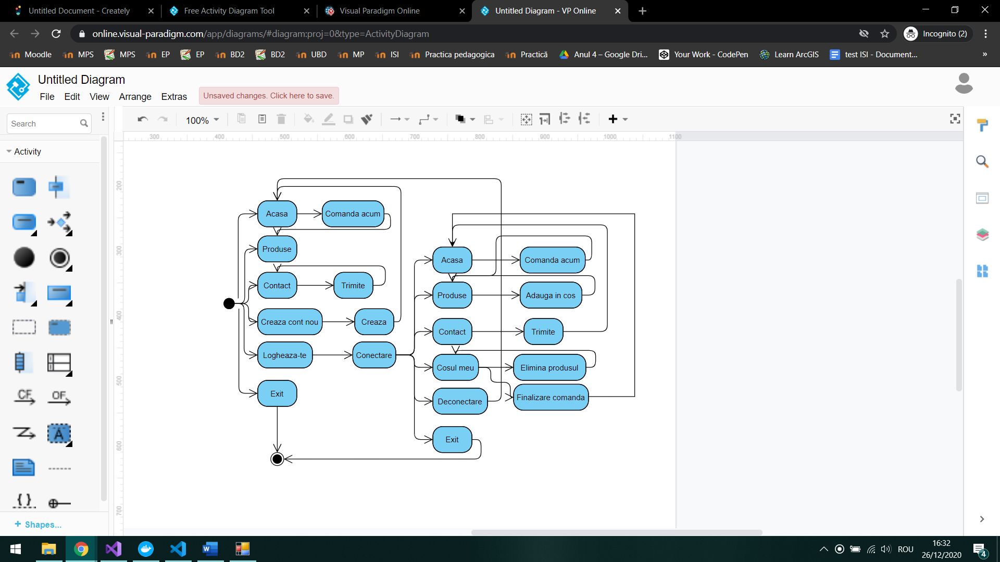 Untitled Document - Creately
Free Activity Diagram Tool
Visual Paradigm Online
Untitled Diagram - VP Online
online.visual-paradigm.com/app/diagrams/#diagram:proj=0&type=ActivityDiagram
Incognito (2)
Moodle
MPS
MPS
EP
EP
BD2
BD2
UBD
MP
ISI
Practica pedagogica
Practică
Anul 4 – Google Dri...
Your Work - CodePen
Learn ArcGIS
test ISI - Document...
»
Untitled Diagram
File Edit View Arrange Extras
Unsaved changes. Click here to save.
Search
100%
300 400 500 600 700 800 900 1000 1100
Activity
200
300
400
500
600
700
CF
OF
A
{ }
+ Shapes...
Acasa
Comanda acum
Produse
Contact
Trimite
Creaza cont nou
Creaza
Logheaza-te
Conectare
Exit
Acasa
Comanda acum
Produse
Adauga in cos
Contact
Trimite
Cosul meu
Elimina produsul
Finalizare comanda
Deconectare
Exit
ROU
16:32
26/12/2020
4